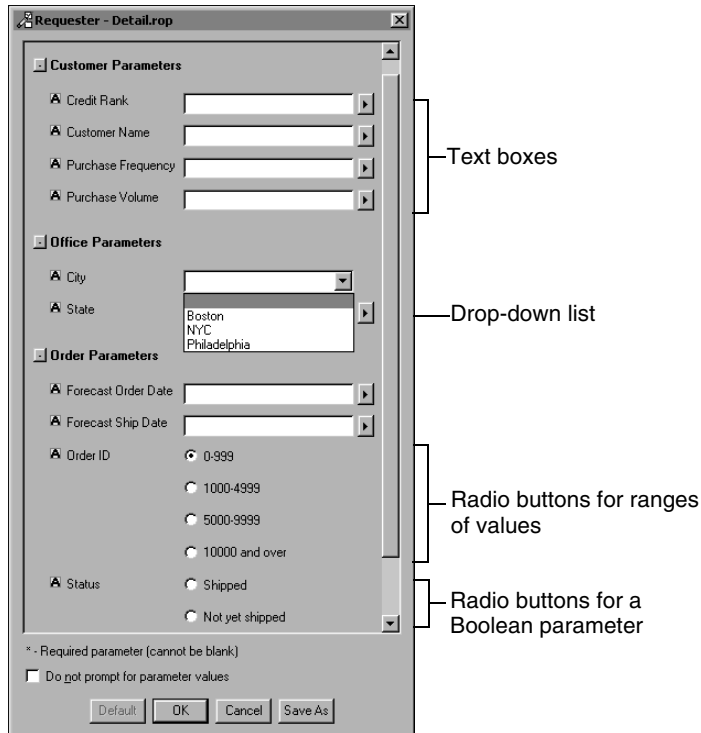 Requester - Detail.rop
Customer Parameters
A Credit Rank
A Customer Name
A Purchase Frequency
A Purchase Volume
Text boxes
Office Parameters
A City
A State
Boston
NYC
Philadelphia
Drop-down list
Order Parameters
A Forecast Order Date
A Forecast Ship Date
A Order ID
0-999
1000-4999
5000-9999
10000 and over
Radio buttons for ranges
of values
A Status
Shipped
Not yet shipped
Radio buttons for a
Boolean parameter
* - Required parameter (cannot be blank)
Do not prompt for parameter values
Default OK Cancel Save As